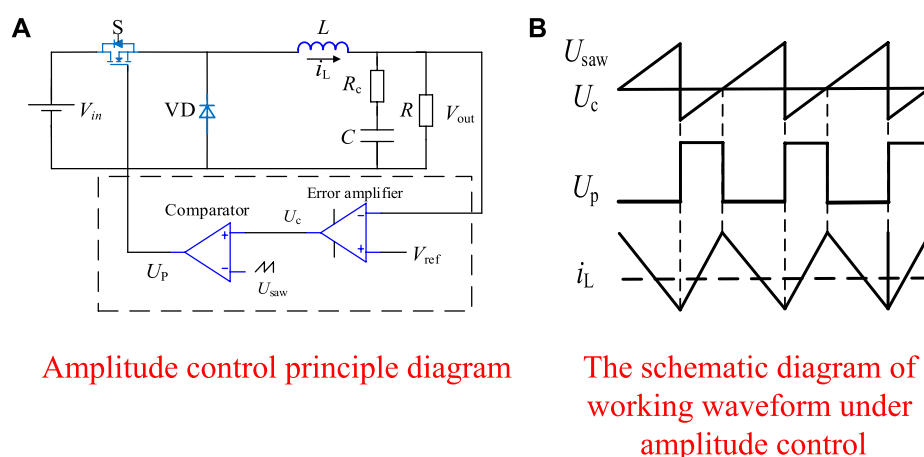 A
S
L
iL
Rc
Vin
VD
R
Vout
C
Error amplifier
Comparator
Uc
+
−
−
+
Vref
UP
Usaw
Amplitude control principle diagram
B
Usaw
Uc
Up
iL
The schematic diagram of
working waveform under
amplitude control